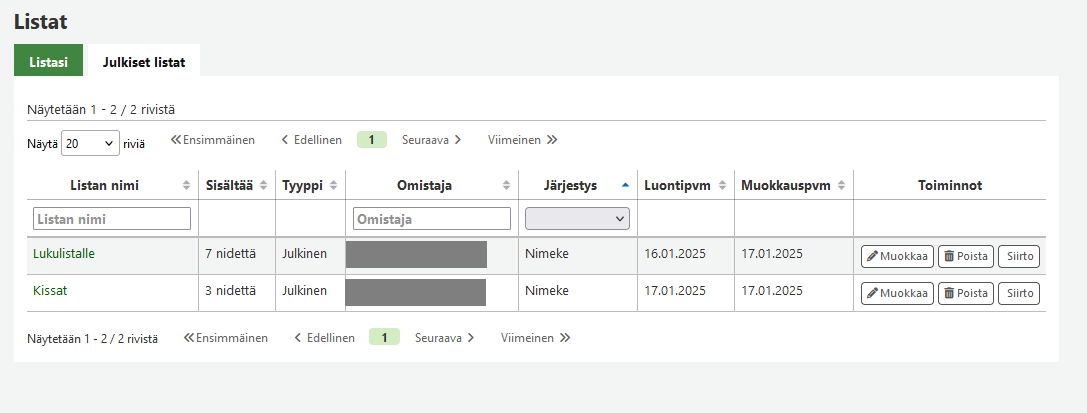 Listat
Listasi Julkiset listat
Näytetään 1 - 2 / 2 rivistä
Näytä 20 riviä Ensimmäinen Edellinen 1 Seuraava Viimeinen
Listan nimi Sisältää Tyyppi Omistaja Järjestys Luontipvm Muokkauspvm Toiminnot
Listan nimi Omistaja
Lukulistalle 7 nidettä Julkinen Nimeke 16.01.2025 17.01.2025 Muokkaa Poista Siirto
Kissat 3 nidettä Julkinen Nimeke 17.01.2025 17.01.2025 Muokkaa Poista Siirto
Näytetään 1 - 2 / 2 rivistä Ensimmäinen Edellinen 1 Seuraava Viimeinen